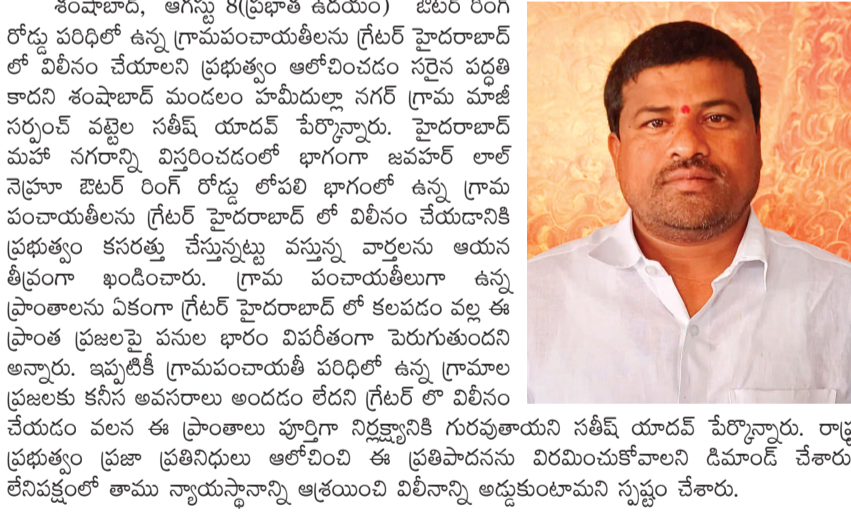 శంషాబాద్, ఆగస్టు 8(ప్రభాత ఉదయం) ఔటర్ రింగ్
రోడ్డు పరిధిలో ఉన్న గ్రామపంచాయతీలను గ్రేటర్ హైదరాబాద్
లో విలీనం చేయాలని ప్రభుత్వం ఆలోచించడం సరైన పద్ధతి
కాదని శంషాబాద్ మండలం హమీదుల్లా నగర్ గ్రామ మాజీ
సర్పంచ్ వట్టెల సతీష్ యాదవ్ పేర్కొన్నారు. హైదరాబాద్
మహా నగరాన్ని విస్తరించడంలో భాగంగా జవహర్ లాల్
నెహ్రూ ఔటర్ రింగ్ రోడ్డు లోపలి భాగంలో ఉన్న గ్రామ
పంచాయతీలను గ్రేటర్ హైదరాబాద్ లో విలీనం చేయడానికి
ప్రభుత్వం కసరత్తు చేస్తున్నట్టు వస్తున్న వార్తలను ఆయన
తీవ్రంగా ఖండించారు. గ్రామ పంచాయతీలుగా ఉన్న
ప్రాంతాలను ఏకంగా గ్రేటర్ హైదరాబాద్ లో కలపడం వల్ల ఈ
ప్రాంత ప్రజలపై పనుల భారం విపరీతంగా పెరుగుతుందని
అన్నారు. ఇప్పటికీ గ్రామపంచాయతీ పరిధిలో ఉన్న గ్రామాల
ప్రజలకు కనీస అవసరాలు అందడం లేదని గ్రేటర్ లొ విలీనం
చేయడం వలన ఈ ప్రాంతాలు పూర్తిగా నిర్లక్ష్యానికి గురవుతాయని సతీష్ యాదవ్ పేర్కొన్నారు. రాష్ట్ర
ప్రభుత్వం ప్రజా ప్రతినిధులు ఆలోచించి ఈ ప్రతిపాదనను విరమించుకోవాలని డిమాండ్ చేశారు
లేనిపక్షంలో తాము న్యాయస్థానాన్ని ఆశ్రయించి విలీనాన్ని అడ్డుకుంటామని స్పష్టం చేశారు.